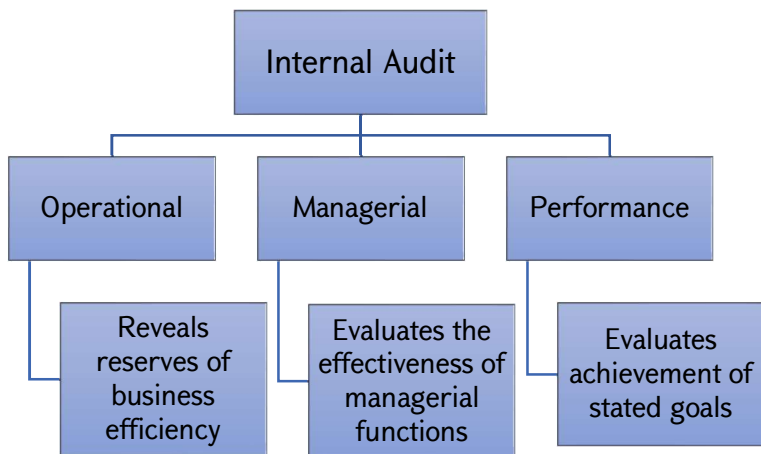 Internal Audit
Operational
Managerial
Performance
Reveals
reserves of
business
efficiency
Evaluates the
effectiveness of
managerial
functions
Evaluates
achievement of
stated goals